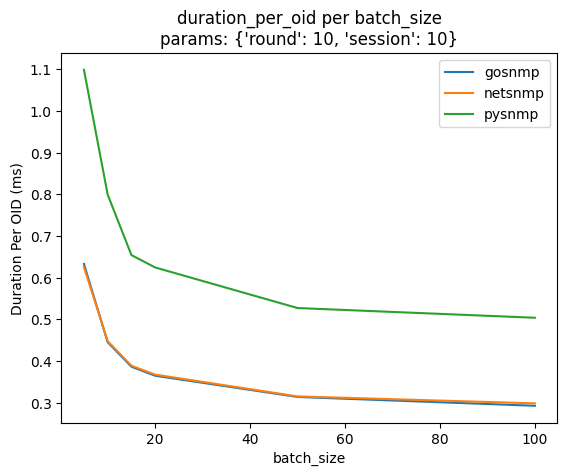 duration_per_oid per batch_size
params: {'round': 10, 'session': 10}
gosnmp
netsnmp
pysnmp
Duration Per OID (ms)
1.1
1.0
0.9
0.8
0.7
0.6
0.5
0.4
0.3
20
40
60
80
100
batch_size